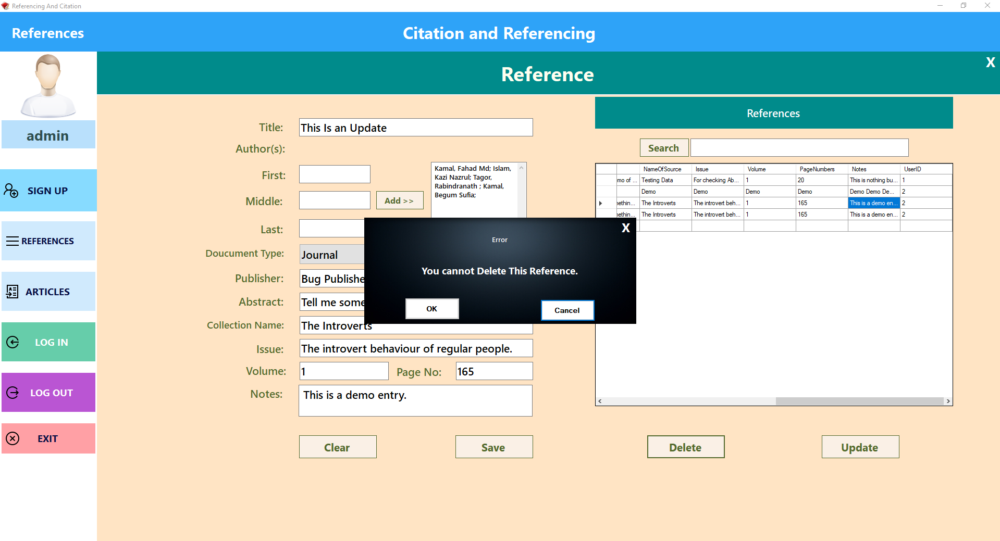 Referencing And Citation
References
Citation and Referencing
Reference
X
admin
SIGN UP
REFERENCES
ARTICLES
LOG IN
LOG OUT
EXIT
Title:
This Is an Update
Author(s):
First:
Middle:
Add >>
Last:
Kamal, Fahad Md; Islam,
Kazi Nazrul; Tagor,
Rabindranath ; Kamal,
Begum Sufia;
Doucument Type:
Journal
Publisher:
Bug Publishe
Abstract:
Tell me some
Collection Name:
The Introverts
Issue:
The introvert behaviour of regular people.
Volume:
1
Page No:
165
Notes:
This is a demo entry.
Clear
Save
References
Search
NameOfSource Issue Volume PageNumbers Notes UserID
mo of ... Testing Data For checking Ab... 1 20 This is nothing bu... 1
Demo Demo Demo Demo Demo Demo De... 2
nethin... The Introverts The introvert beh... 1 165 This is a demo en... 2
nethin... The Introverts The introvert beh... 1 165 This is a demo en... 2
Delete
Update
X
Error
You cannot Delete This Reference.
OK
Cancel